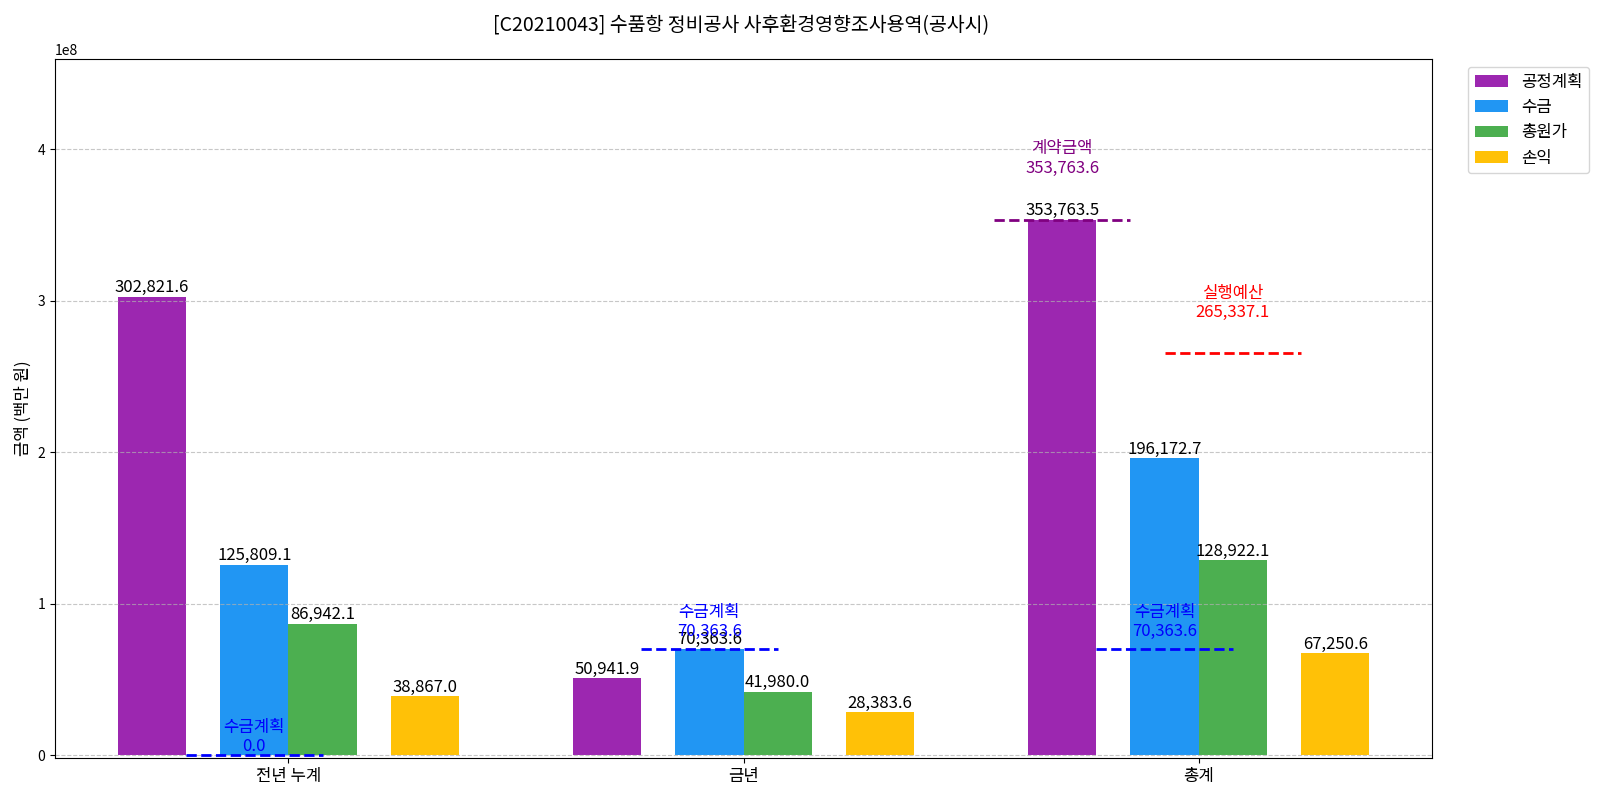 [C20210043] 수품항 정비공사 사후환경영향조사용역(공사시)
1e8
공정계획
수금
총원가
손익
금액 (백만 원)
4
3
2
1
0
302,821.6
125,809.1
86,942.1
38,867.0
수금계획
0.0
50,941.9
수금계획
70,363.6
70,363.6
41,980.0
28,383.6
계약금액
353,763.6
353,763.5
실행예산
265,337.1
196,172.7
128,922.1
수금계획
70,363.6
67,250.6
전년 누계
금년
총계